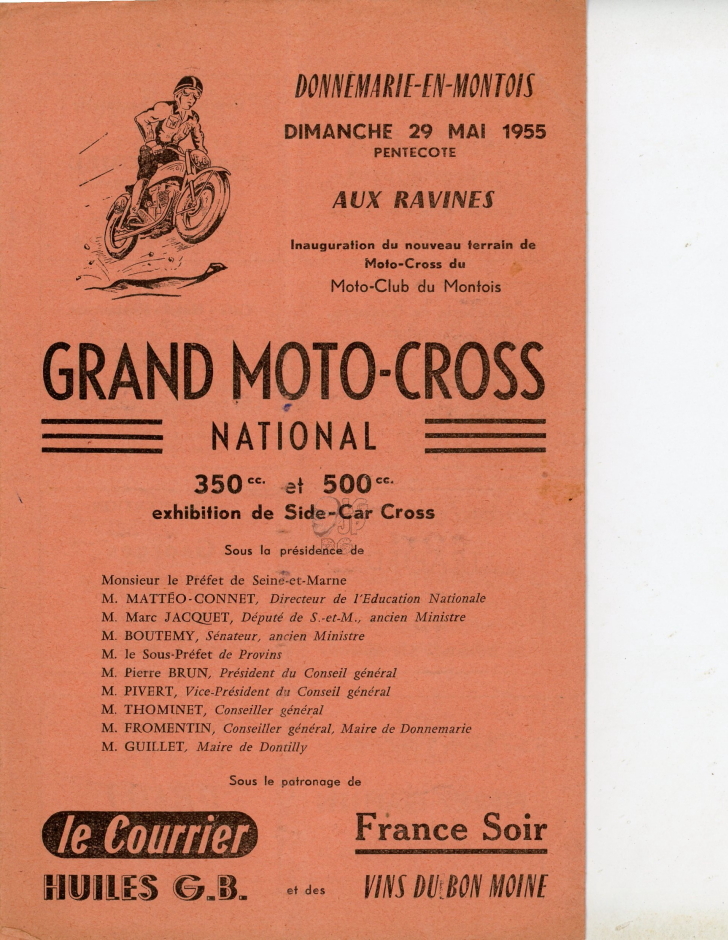 DONNEMARIE-EN-MONTOIS
DIMANCHE 29 MAI 1955
PENTECOTE
AUX RAVINES
Inauguration du nouveau terrain de
Moto-Cross du
Moto-Club du Montois
GRAND MOTO-CROSS
NATIONAL
350 cc. et 500 cc.
exhibition de Side-Car Cross
Sous la présidence de
Monsieur le Préfet de Seine-et-Marne
M. MATTÉO-CONNET, Directeur de l'Education Nationale
M. Marc JACQUET, Député de S.-et-M., ancien Ministre
M. BOUTEMY, Sénateur, ancien Ministre
M. le Sous-Préfet de Provins
M. Pierre BRUN, Président du Conseil général
M. PIVERT, Vice-Président du Conseil général
M. THOMINET, Conseiller général
M. FROMENTIN, Conseiller général, Maire de Donnemarie
M. GUILLET, Maire de Dontilly
Sous le patronage de
le Courrier France Soir
HUILES G.B. et des VINS DU BON MOINE